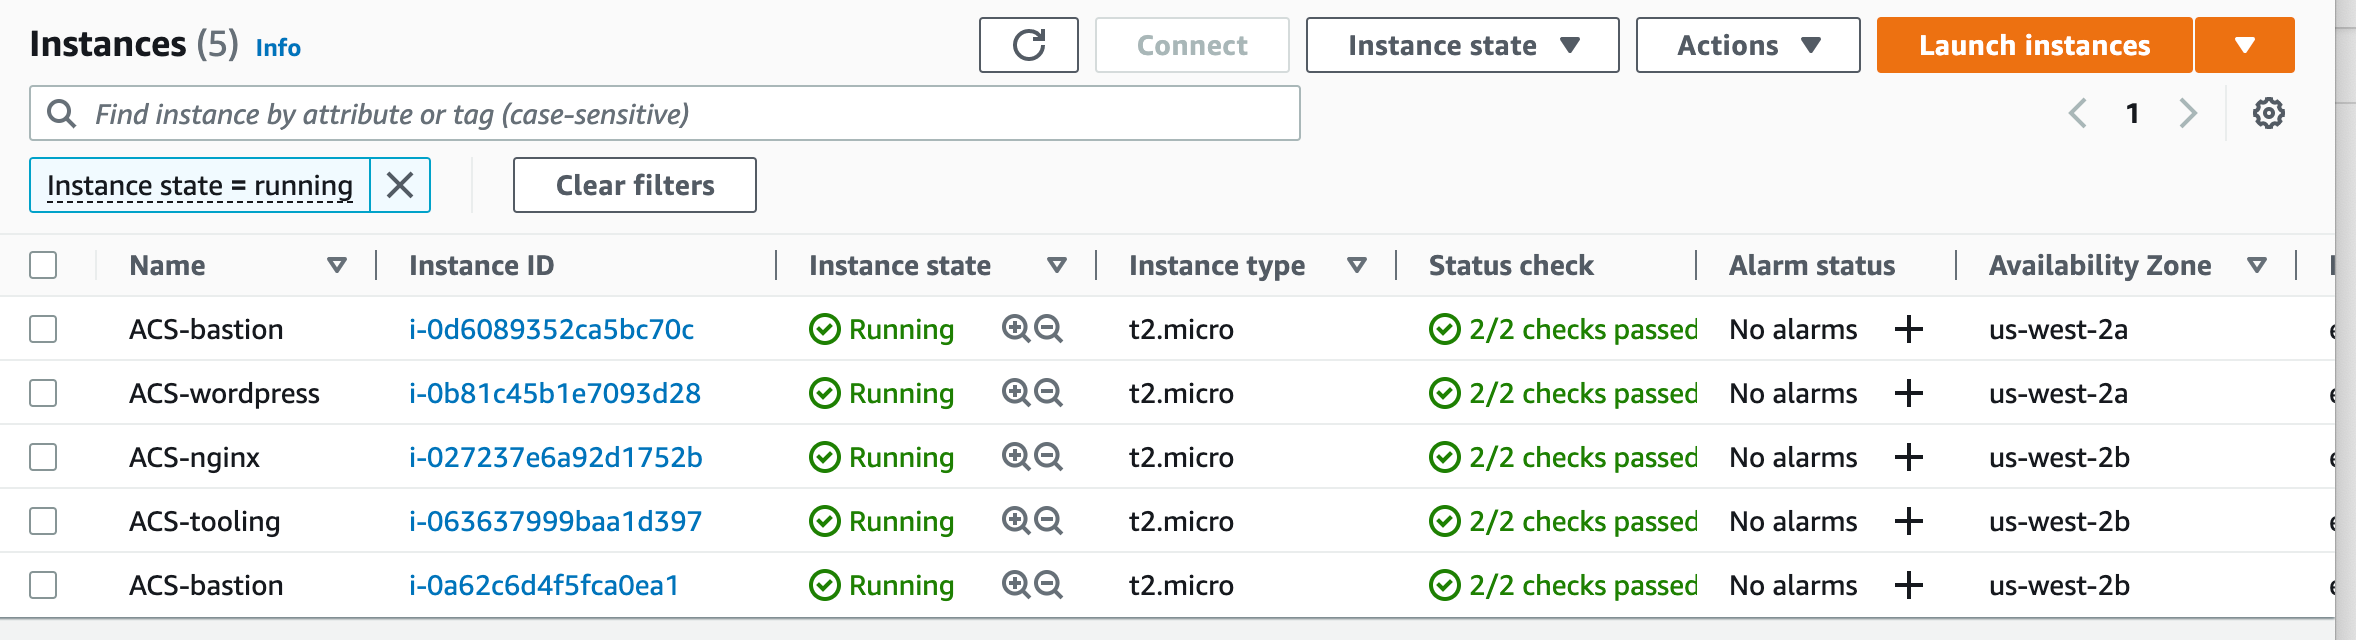 Instances (5) Info Connect Instance state Actions Launch instances
Find instance by attribute or tag (case-sensitive) 1
Instance state = running Clear filters
Name Instance ID Instance state Instance type Status check Alarm status Availability Zone
ACS-bastion i-0d6089352ca5bc70c Running t2.micro 2/2 checks passed No alarms us-west-2a
ACS-wordpress i-0b81c45b1e7093d28 Running t2.micro 2/2 checks passed No alarms us-west-2a
ACS-nginx i-027237e6a92d1752b Running t2.micro 2/2 checks passed No alarms us-west-2b
ACS-tooling i-063637999baa1d397 Running t2.micro 2/2 checks passed No alarms us-west-2b
ACS-bastion i-0a62c6d4f5fca0ea1 Running t2.micro 2/2 checks passed No alarms us-west-2b